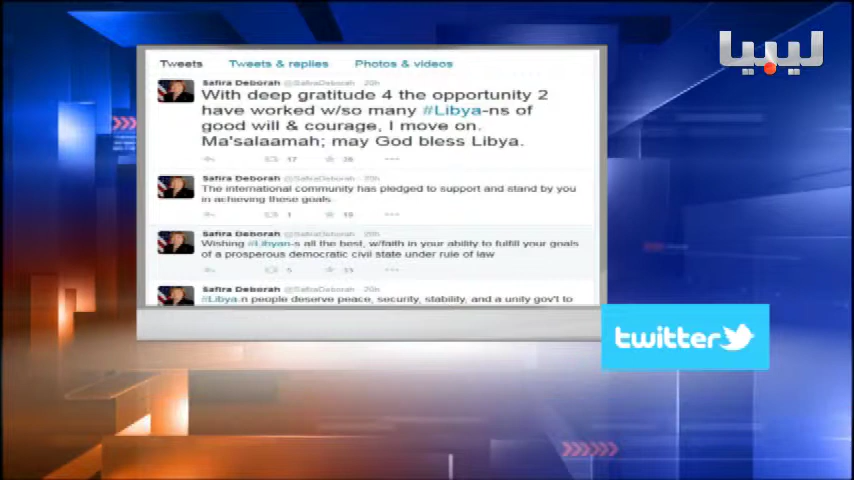 ليبيا
Tweets Tweets & replies Photos & videos
Safira Deborah @SafiraDeborah · 20h
With deep gratitude 4 the opportunity 2
have worked w/so many #Libya-ns of
good will & courage, I move on.
Ma'salaamah; may God bless Libya.
17 28
Safira Deborah @SafiraDeborah · 20h
The international community has pledged to support and stand by you
in achieving these goals.
1 19
Safira Deborah @SafiraDeborah · 20h
Wishing #Libyan-s all the best, w/faith in your ability to fulfill your goals
of a prosperous democratic civil state under rule of law
5 33
Safira Deborah @SafiraDeborah · 20h
#Libya-n people deserve peace, security, stability, and a unity gov't to
twitter